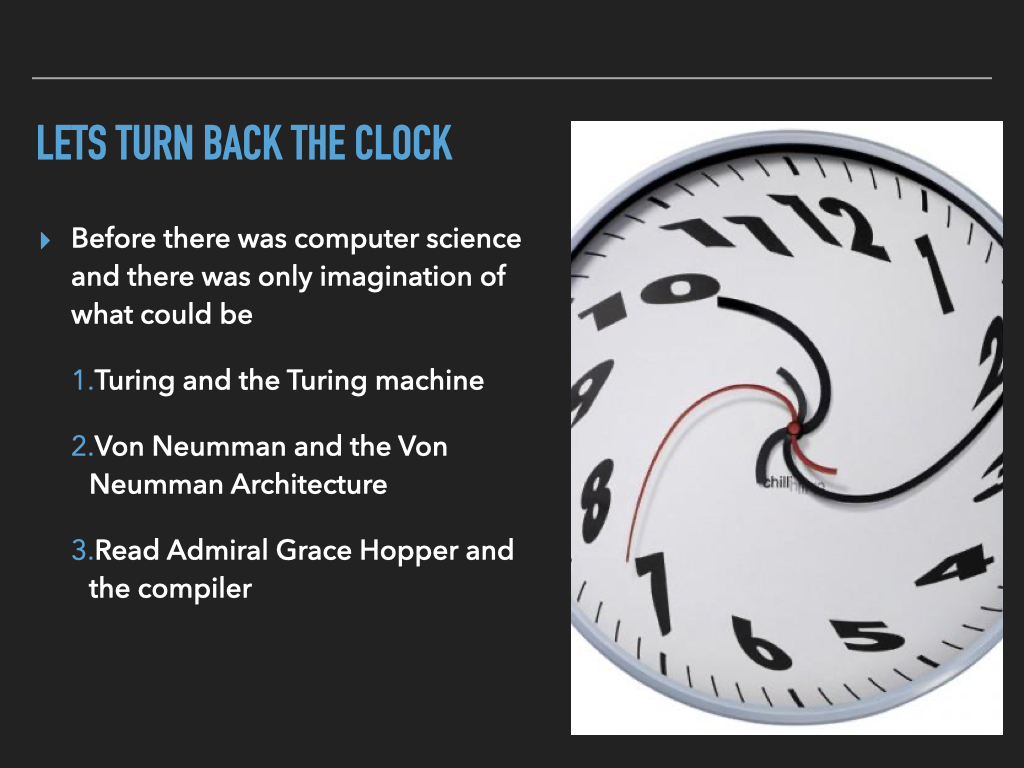 LETS TURN BACK THE CLOCK
Before there was computer science
and there was only imagination of
what could be
1.Turing and the Turing machine
2.Von Neumman and the Von
Neumman Architecture
3.Read Admiral Grace Hopper and
the compiler
11 12 1
10 2
9
8 3
7 4
6 5